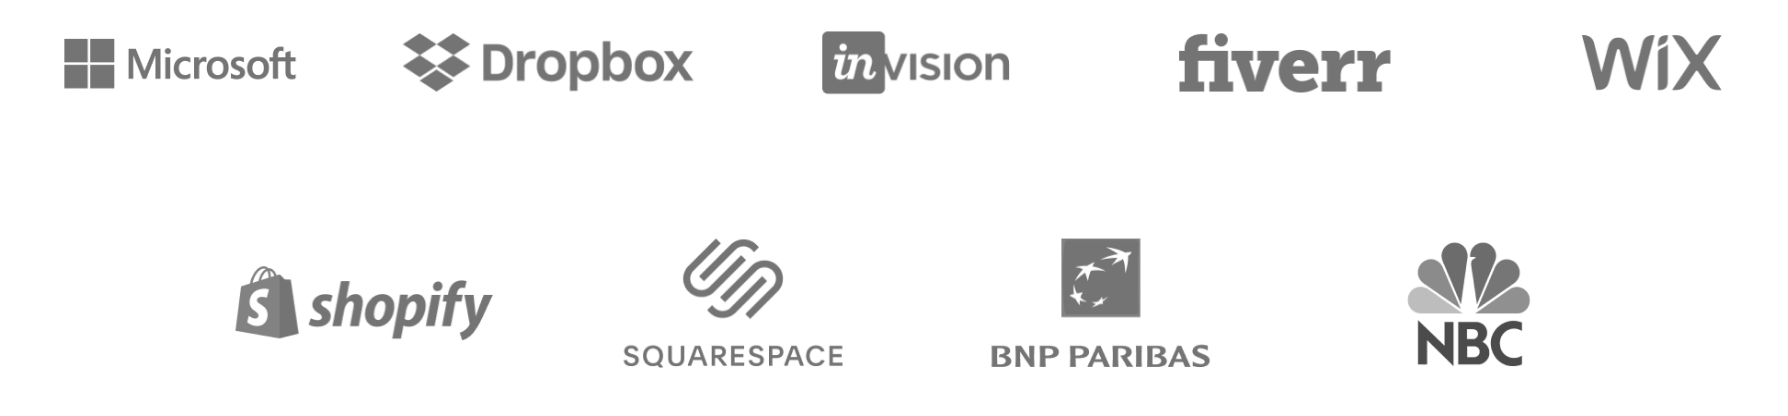 Microsoft
Dropbox
invision
fiverr
WiX
S shopify
SQUARESPACE
BNP PARIBAS
NBC